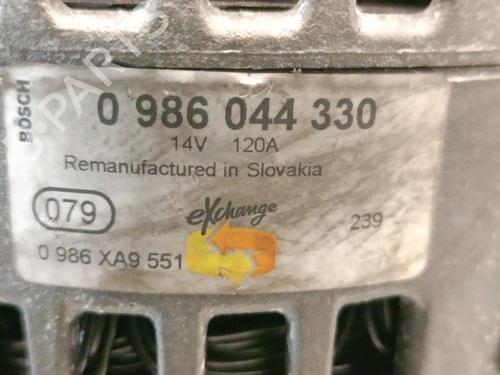 BOSCH
0 986 044 330
14V 120A
Remanufactured in Slovakia
079
eXchange
239
0 986 XA9 551